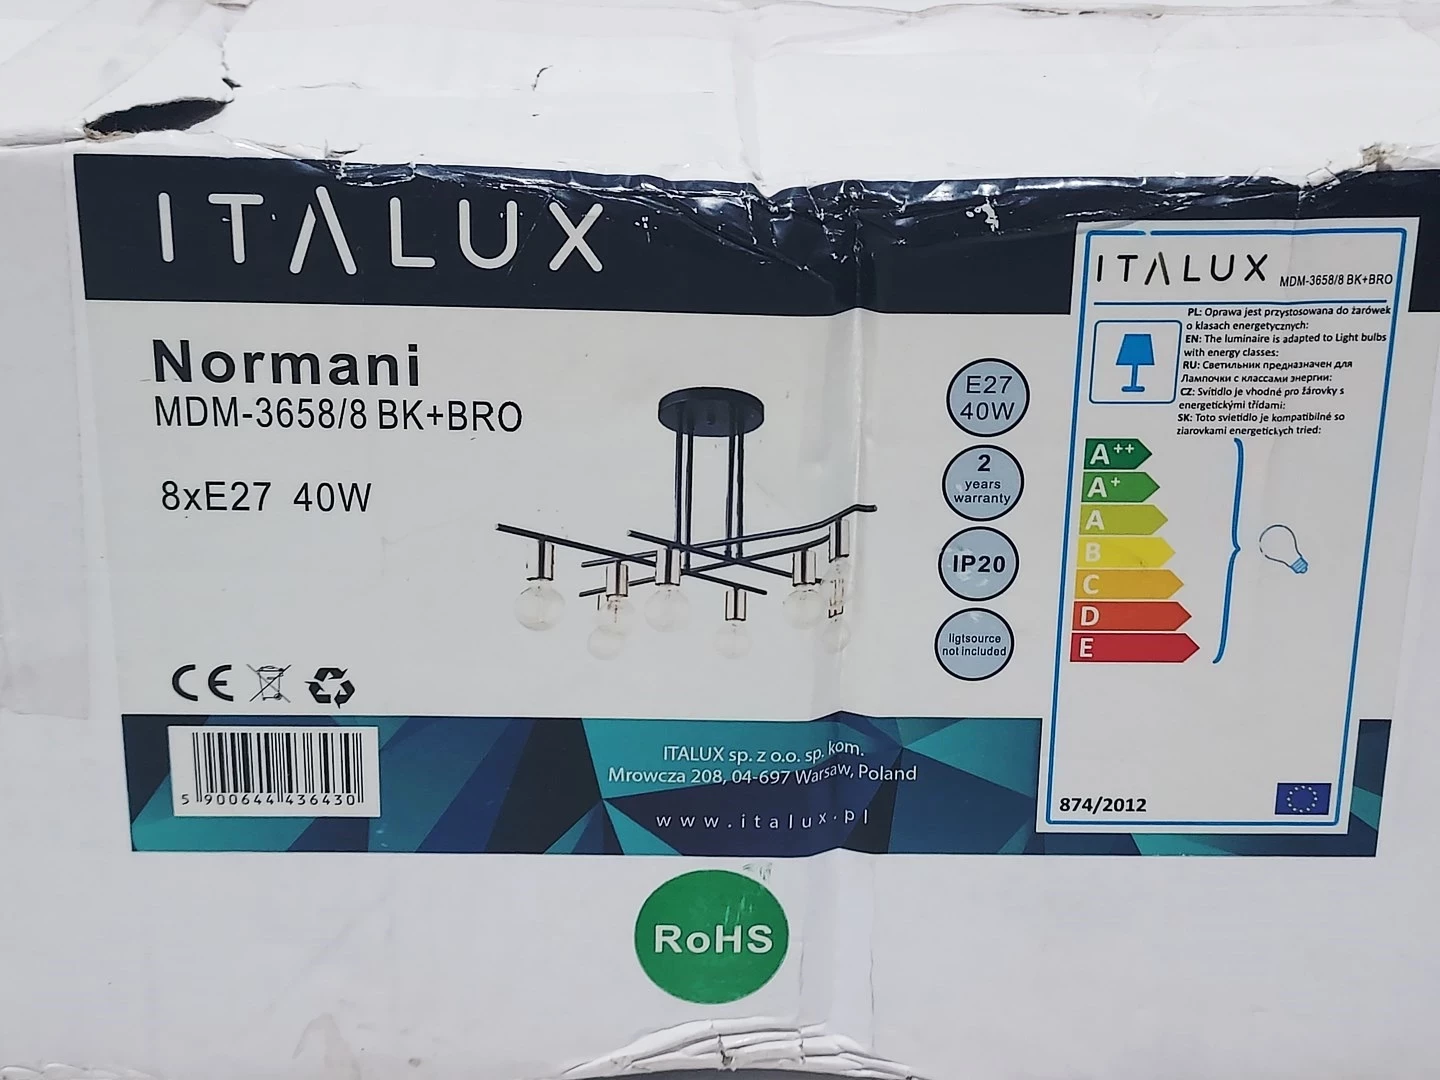 ITALUX
Normani
MDM-3658/8 BK+BRO
8xE27 40W
E27
40W
2
years
warranty
IP20
ligtsource
not included
CE
5 900644 436430
ITALUX sp. z o.o. sp. kom.
Mrowcza 208, 04-697 Warsaw, Poland
www.italux.pl
RoHS
ITALUX MDM-3658/8 BK+BRO
PL: Oprawa jest przystosowana do żarówek
o klasach energetycznych:
EN: The luminaire is adapted to Light bulbs
with energy classes:
RU: Светильник предназначен для
Лампочки с классами энергии:
CZ: Svítidlo je vhodné pro žárovky s
energetickými třídami:
SK: Toto svietidlo je kompatibilné so
ziarovkami energetických tried:
A++
A+
A
B
C
D
E
874/2012